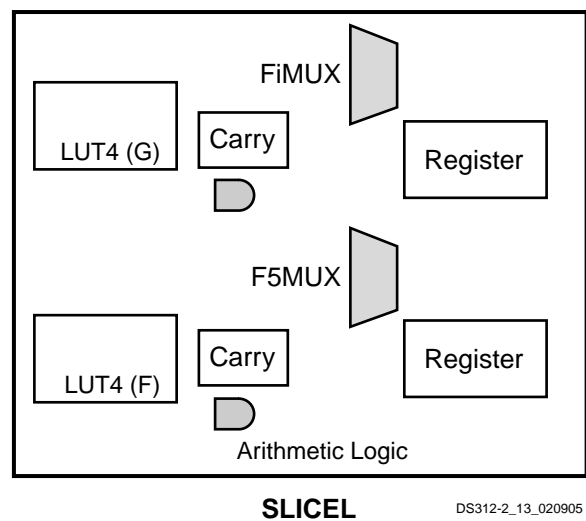 FiMUX
LUT4 (G)
Carry
Register
F5MUX
LUT4 (F)
Carry
Register
Arithmetic Logic
SLICEL
DS312-2_13_020905